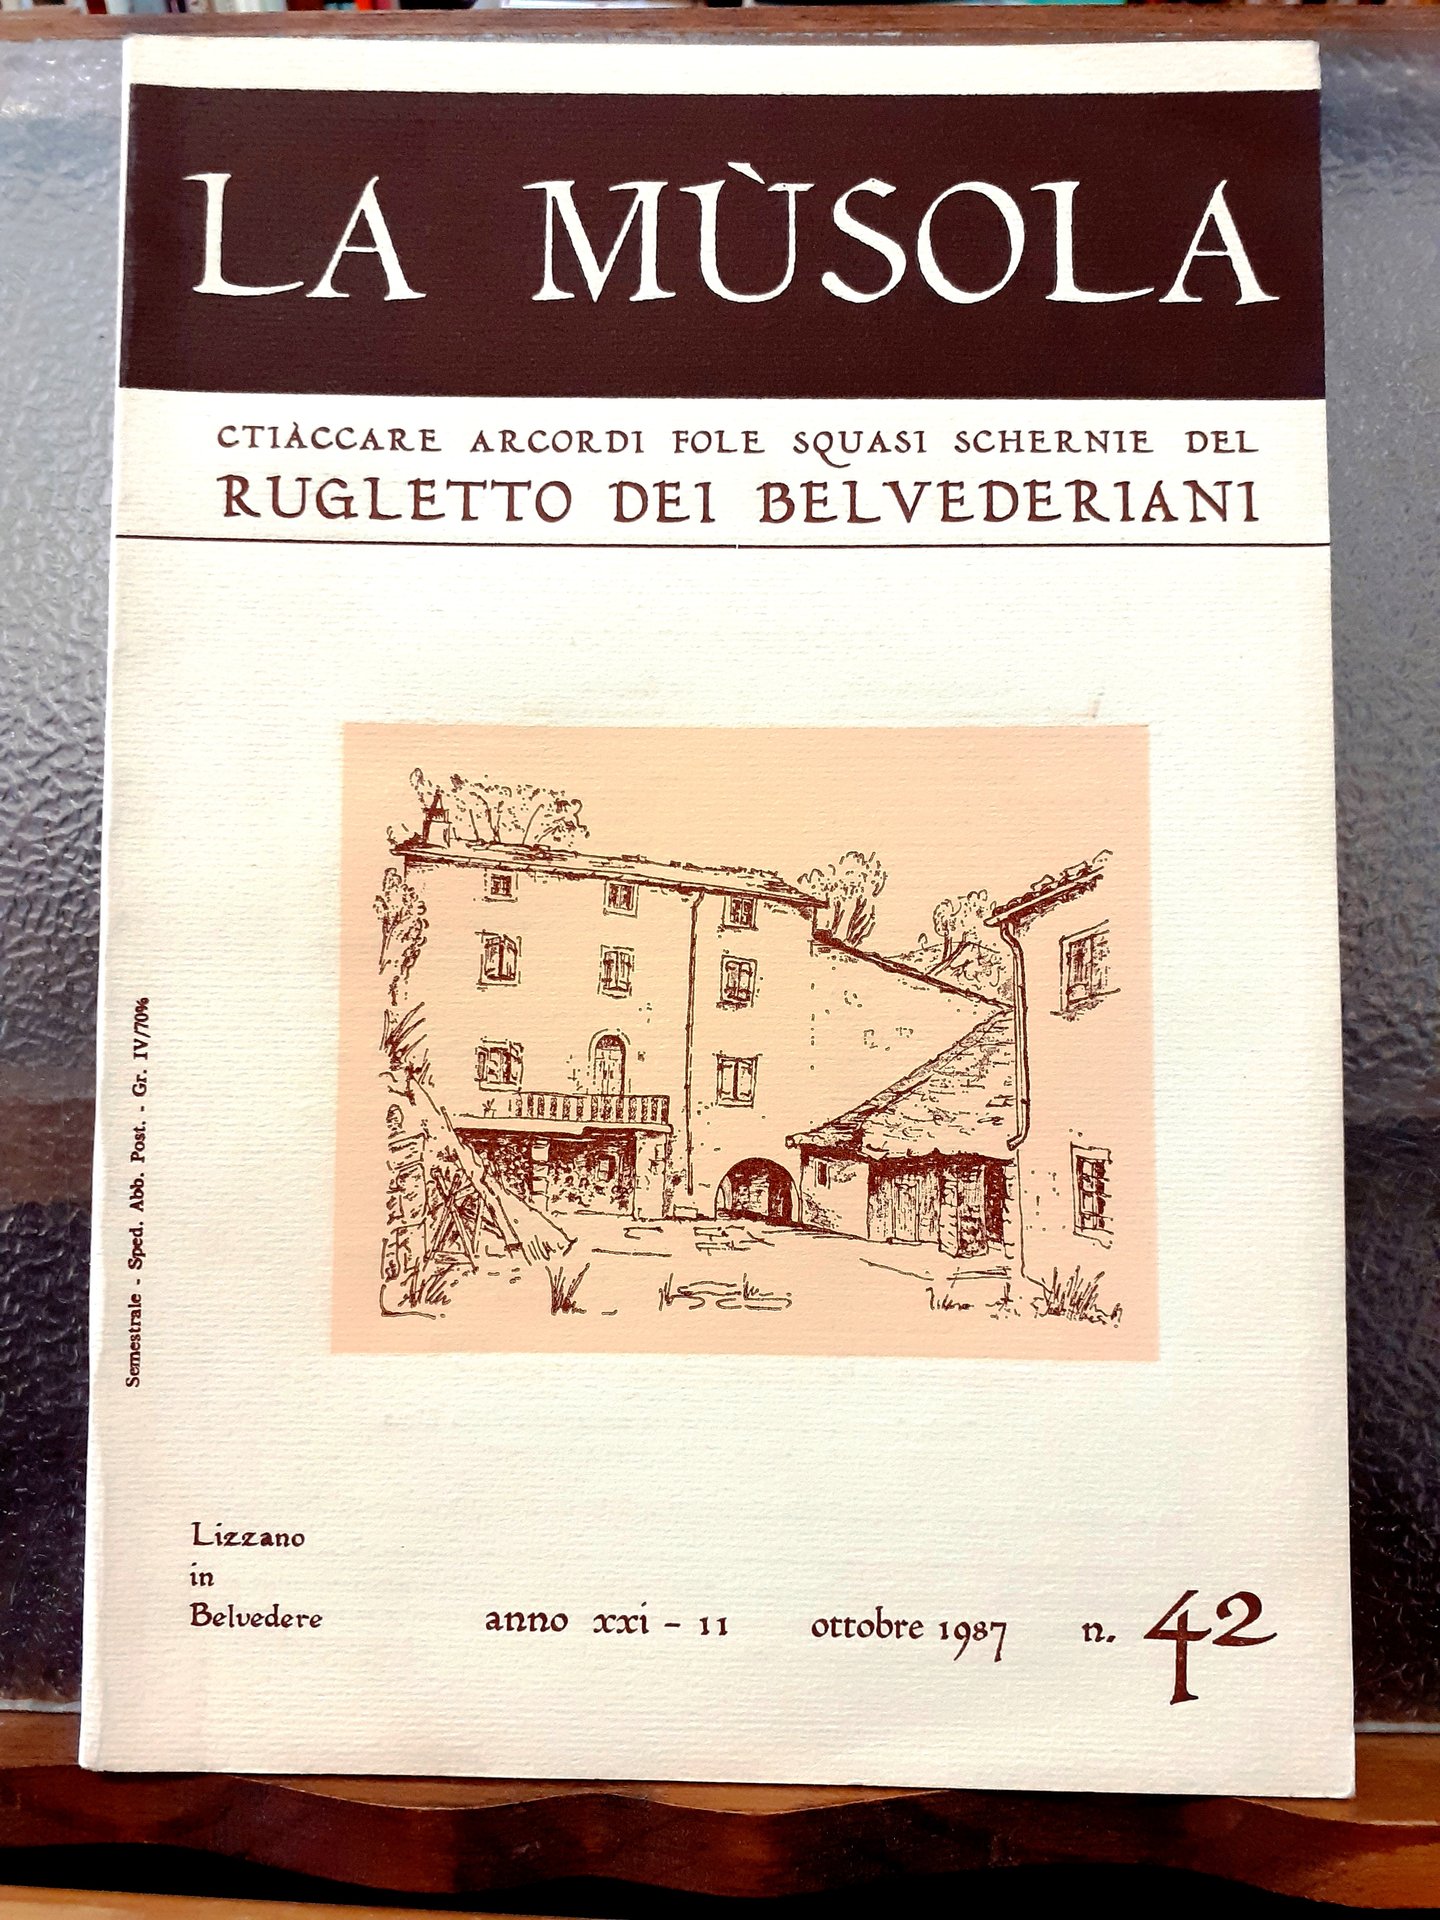 LA MÙSOLA
CTIÀCCARE ARCORDI FOLE SQUASI SCHERNIE DEL
RUGLETTO DEI BELVEDERIANI
Semestrale - Sped. Abb. Post. - Gr. IV/70%
Lizzano
in
Belvedere
anno xxi - 11 ottobre 1987 n. 42